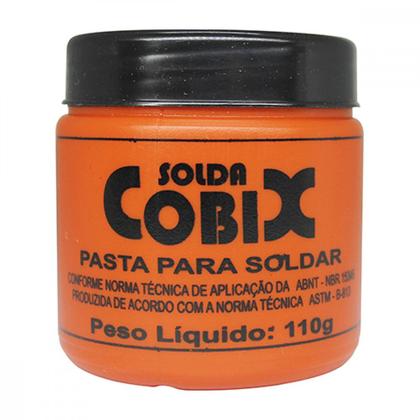 SOLDA
COBIX
PASTA PARA SOLDAR
CONFORME NORMA TÉCNICA DE APLICAÇÃO DA ABNT - NBR
PRODUZIDA DE ACORDO COM A NORMA TÉCNICA ASTM - B-813
Peso Líquido: 110g